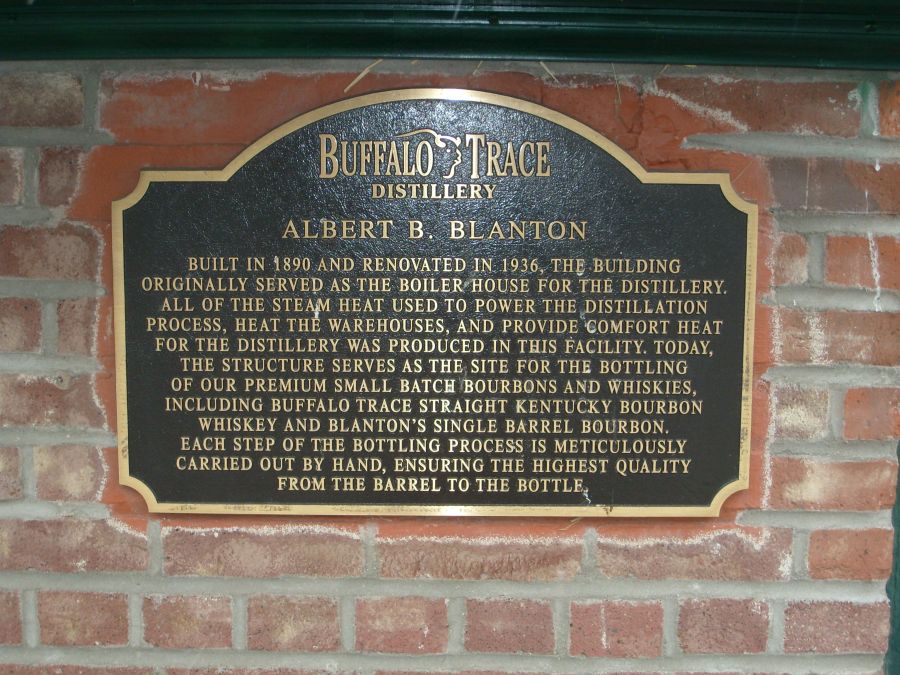 BUFFALO TRACE
DISTILLERY
ALBERT B. BLANTON
BUILT IN 1890 AND RENOVATED IN 1936, THE BUILDING
ORIGINALLY SERVED AS THE BOILER HOUSE FOR THE DISTILLERY.
ALL OF THE STEAM HEAT USED TO POWER THE DISTILLATION
PROCESS, HEAT THE WAREHOUSES, AND PROVIDE COMFORT HEAT
FOR THE DISTILLERY WAS PRODUCED IN THIS FACILITY. TODAY,
THE STRUCTURE SERVES AS THE SITE FOR THE BOTTLING
OF OUR PREMIUM SMALL BATCH BOURBONS AND WHISKIES,
INCLUDING BUFFALO TRACE STRAIGHT KENTUCKY BOURBON
WHISKEY AND BLANTON'S SINGLE BARREL BOURBON.
EACH STEP OF THE BOTTLING PROCESS IS METICULOUSLY
CARRIED OUT BY HAND, ENSURING THE HIGHEST QUALITY
FROM THE BARREL TO THE BOTTLE.